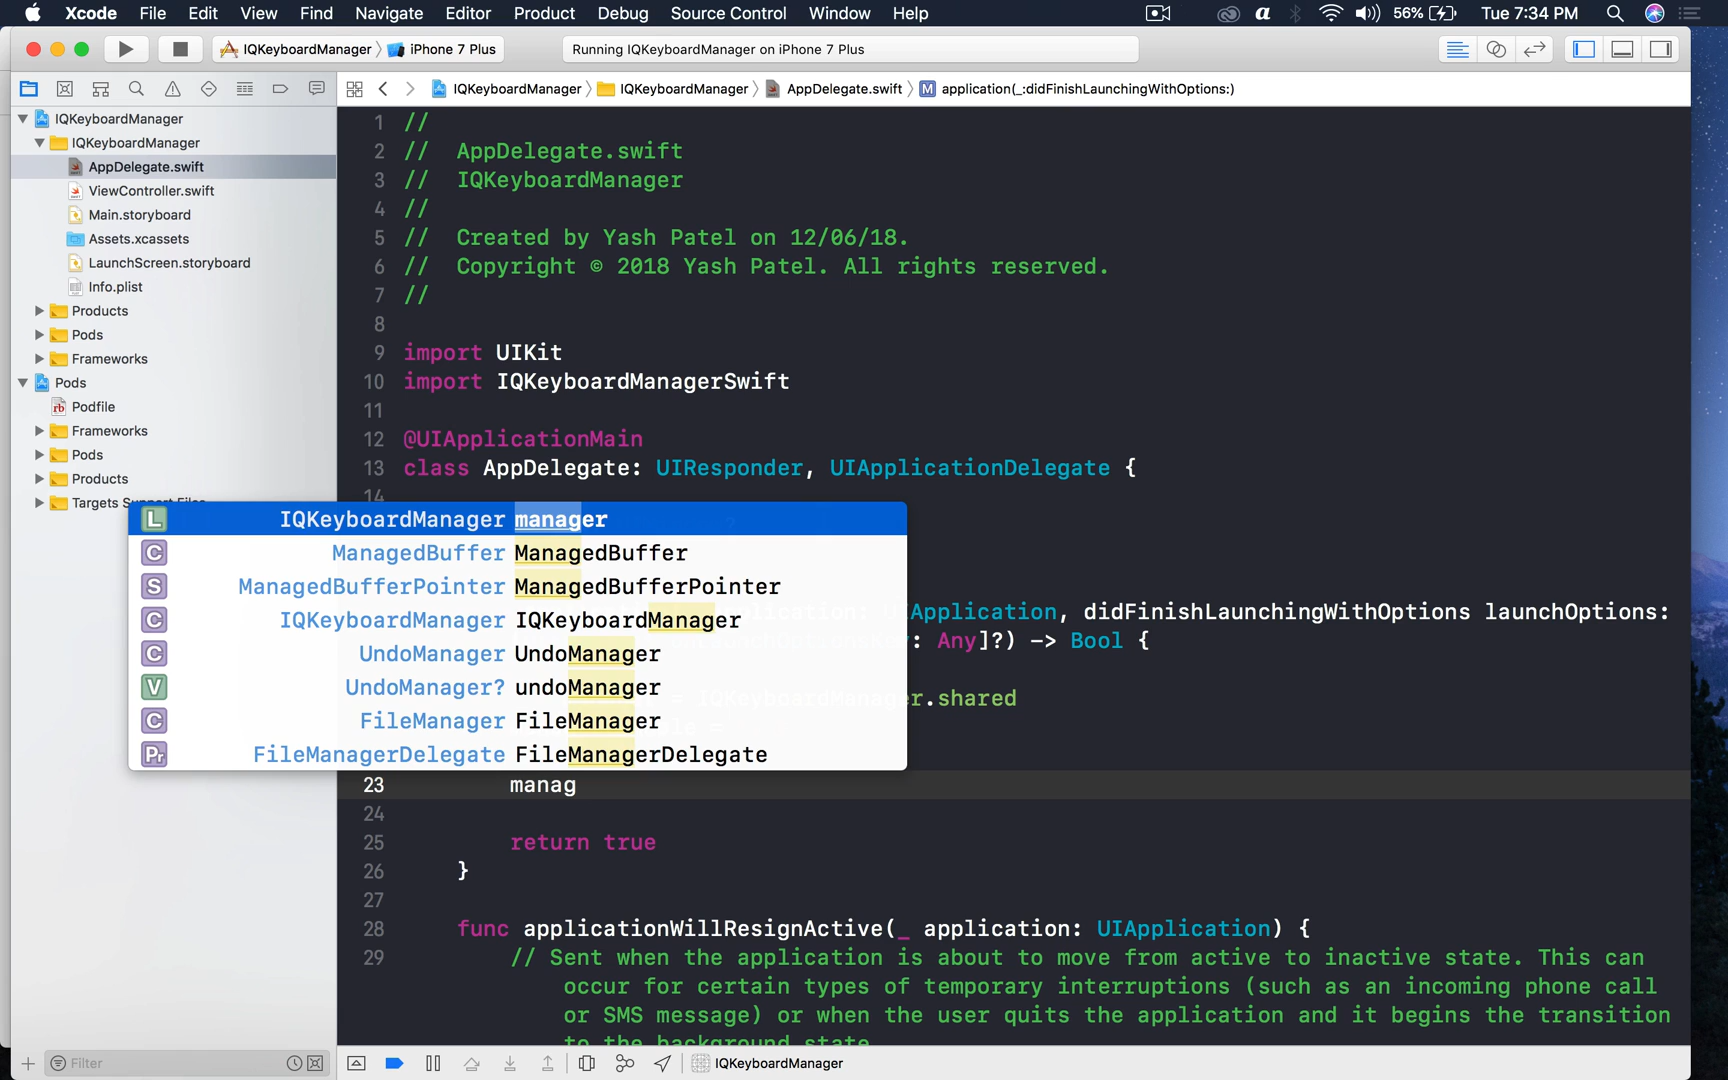 Xcode File Edit View Find Navigate Editor Product Debug Source Control Window Help 56% Tue 7:34 PM
IQKeyboardManager iPhone 7 Plus Running IQKeyboardManager on iPhone 7 Plus
IQKeyboardManager IQKeyboardManager AppDelegate.swift M application(_:didFinishLaunchingWithOptions:)
IQKeyboardManager
IQKeyboardManager
AppDelegate.swift
ViewController.swift
Main.storyboard
Assets.xcassets
LaunchScreen.storyboard
Info.plist
Products
Pods
Frameworks
Pods
Podfile
Frameworks
Pods
Products
Targets Support Files
1 //
2 // AppDelegate.swift
3 // IQKeyboardManager
4 //
5 // Created by Yash Patel on 12/06/18.
6 // Copyright © 2018 Yash Patel. All rights reserved.
7 //
8
9 import UIKit
10 import IQKeyboardManagerSwift
11
12 @UIApplicationMain
13 class AppDelegate: UIResponder, UIApplicationDelegate {
14
L IQKeyboardManager manager
C ManagedBuffer ManagedBuffer
S ManagedBufferPointer ManagedBufferPointer
C IQKeyboardManager IQKeyboardManager
C UndoManager UndoManager
V UndoManager? undoManager
C FileManager FileManager
Pr FileManagerDelegate FileManagerDelegate
Application, didFinishLaunchingWithOptions launchOptions:
: Any]?) -> Bool {
= IQKeyboardManager.shared
23 manag
24
25 return true
26 }
27
28 func applicationWillResignActive(_ application: UIApplication) {
29 // Sent when the application is about to move from active to inactive state. This can
occur for certain types of temporary interruptions (such as an incoming phone call
or SMS message) or when the user quits the application and it begins the transition
to the background state.
Filter
IQKeyboardManager